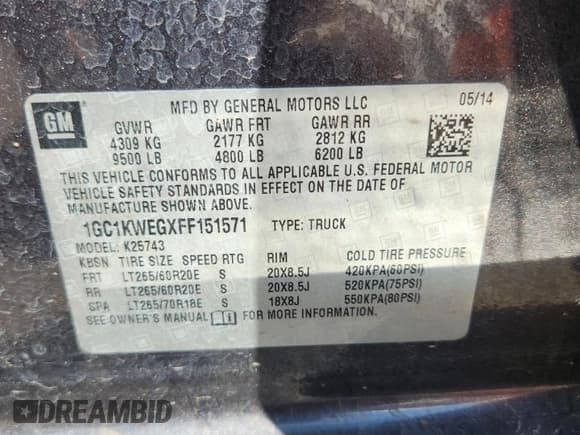 GM
MFD BY GENERAL MOTORS LLC 05/14
GVWR GAWR FRT GAWR RR
4309 KG 2177 KG 2812 KG
9500 LB 4800 LB 6200 LB
THIS VEHICLE CONFORMS TO ALL APPLICABLE U.S. FEDERAL MOTOR
VEHICLE SAFETY STANDARDS IN EFFECT ON THE DATE OF
MANUFACTURE SHOWN ABOVE.
1GC1KWEGXFF151571 TYPE: TRUCK
MODEL: K25743
KBSN TIRE SIZE SPEED RTG RIM COLD TIRE PRESSURE
FRT LT265/60R20E S 20X8.5J 420KPA(60PSI)
RR LT265/60R20E S 20X8.5J 520KPA(75PSI)
SPA LT265/70R18E S 18X8J 550KPA(80PSI)
SEE OWNER'S MANUAL FOR MORE INFORMATION.
DREAMBID